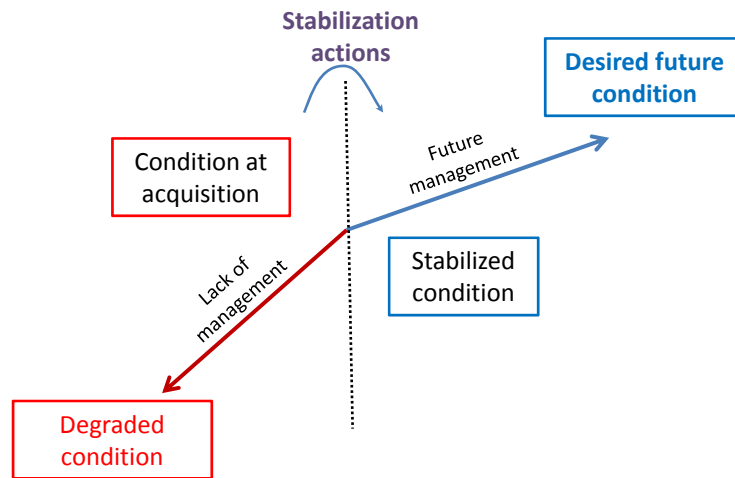 Stabilization
actions
Desired future
condition
Condition at
acquisition
Future
management
Stabilized
condition
Lack of
management
Degraded
condition